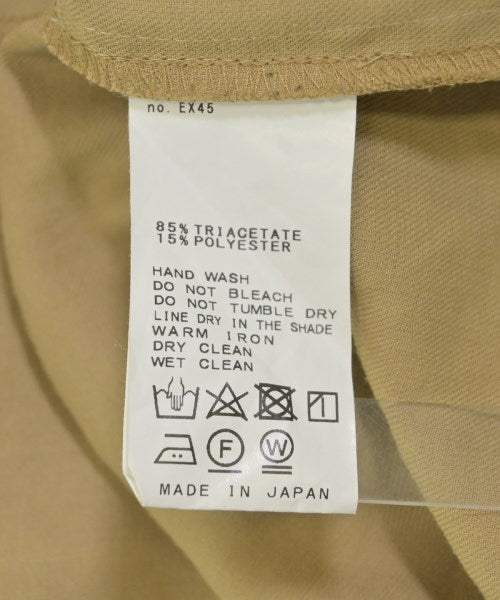 no. EX45
85% TRIACETATE
15% POLYESTER
HAND WASH
DO NOT BLEACH
DO NOT TUMBLE DRY
LINE DRY IN THE SHADE
WARM IRON
DRY CLEAN
WET CLEAN
F W
MADE IN JAPAN